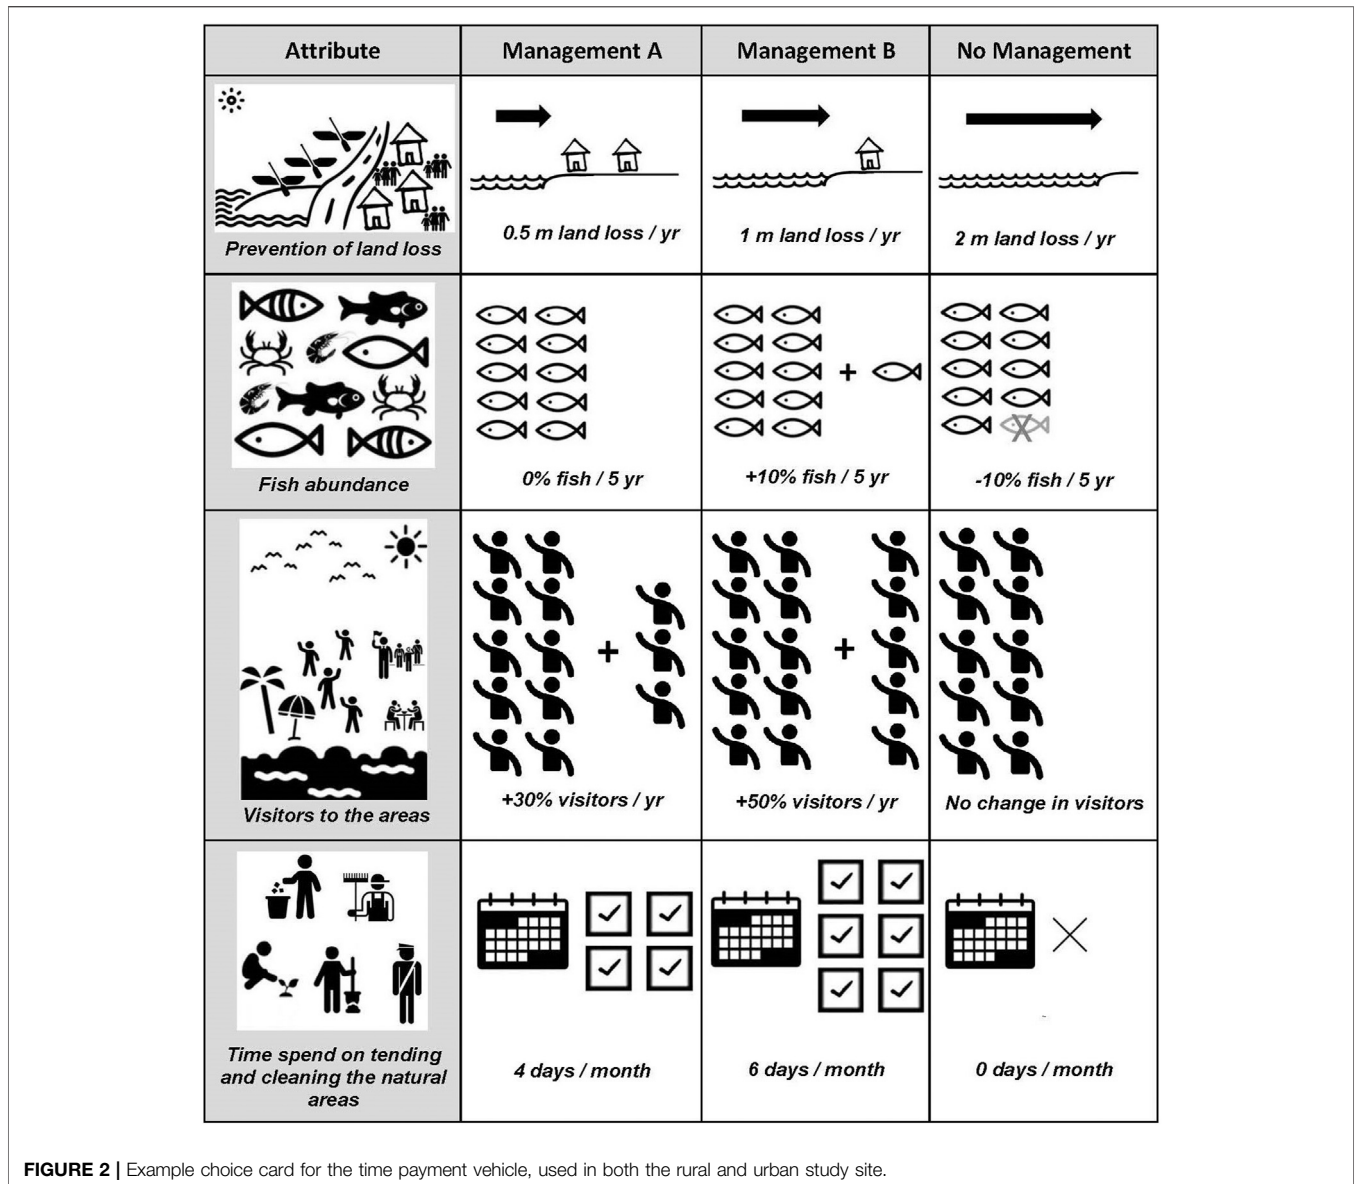 Attribute Management A Management B No Management
Prevention of land loss
0.5 m land loss / yr
1 m land loss / yr
2 m land loss / yr
Fish abundance
0% fish / 5 yr
+10% fish / 5 yr
-10% fish / 5 yr
Visitors to the areas
+30% visitors / yr
+50% visitors / yr
No change in visitors
Time spend on tending
and cleaning the natural
areas
4 days / month
6 days / month
0 days / month
FIGURE 2 | Example choice card for the time payment vehicle, used in both the rural and urban study site.